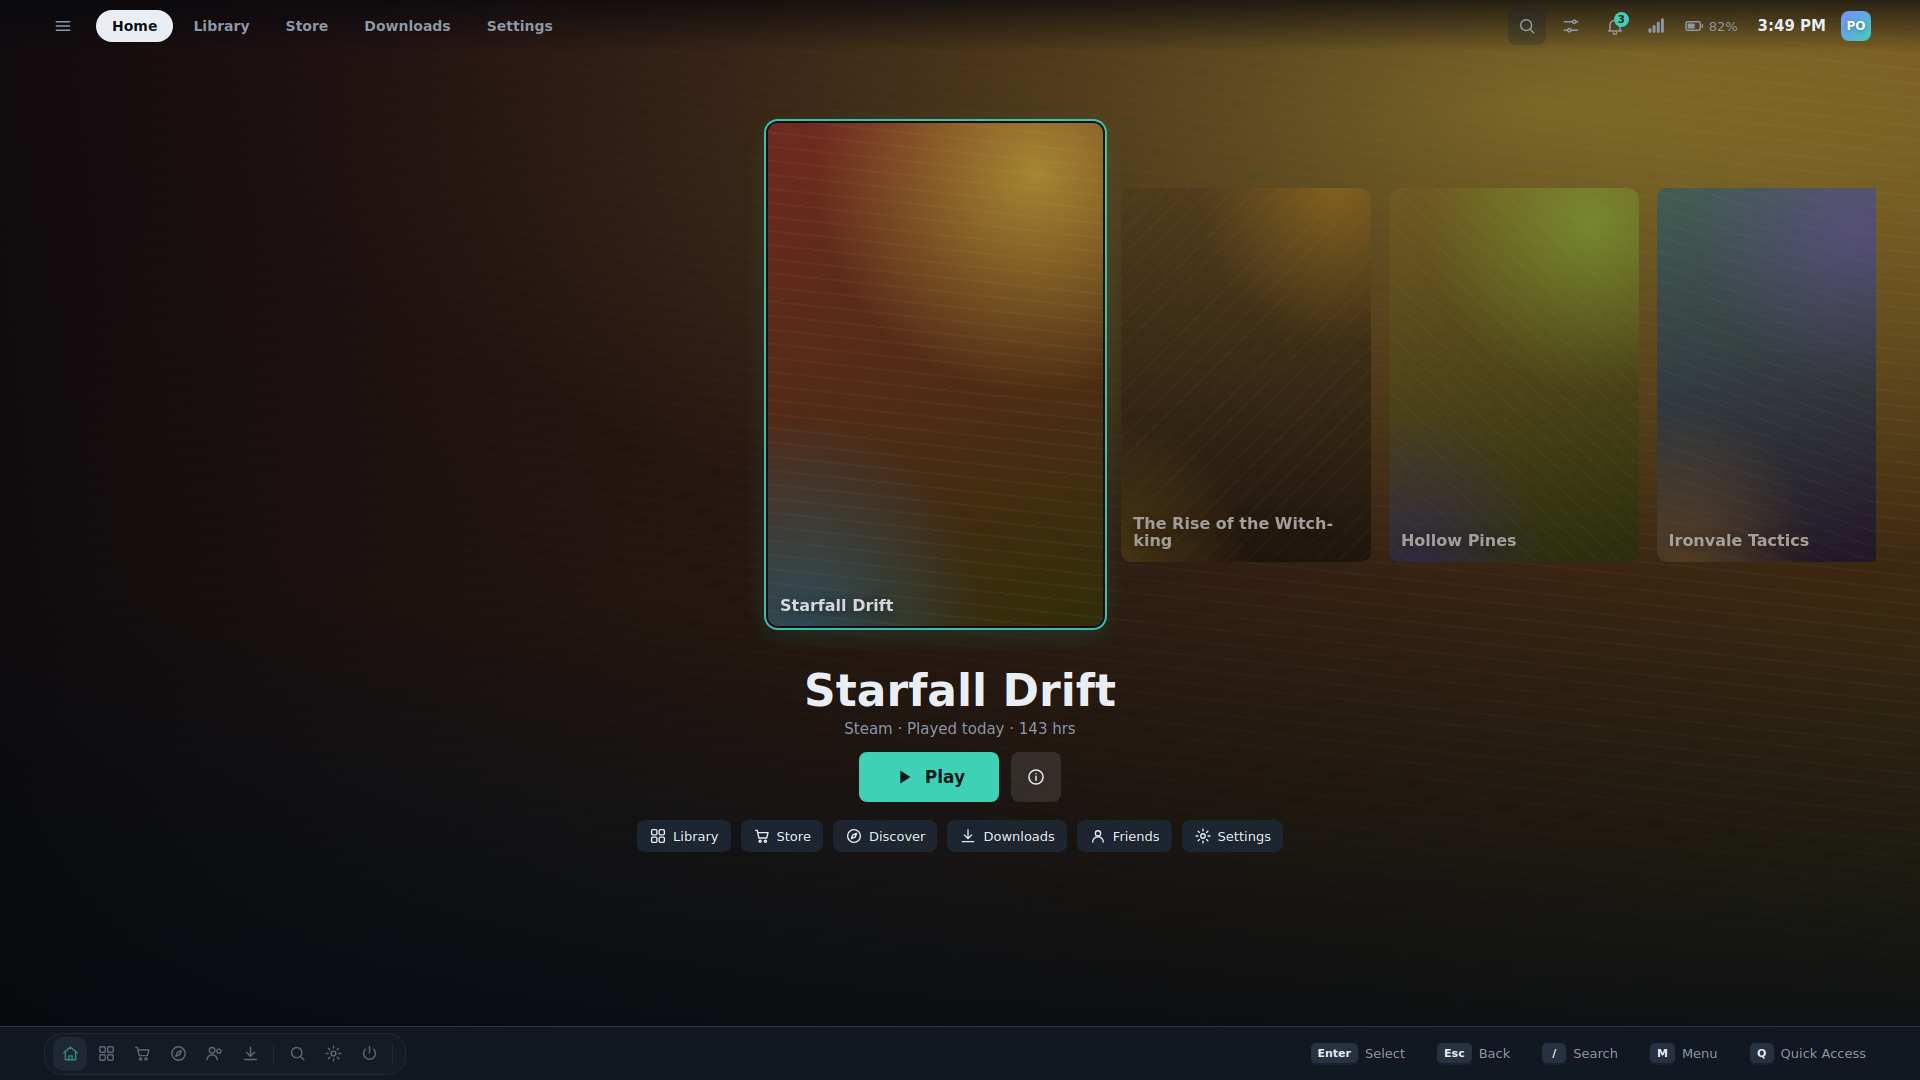 Home
Library
Store
Downloads
Settings
3
82%
3:49 PM
PO
Starfall Drift
The Rise of the Witch-
king
Hollow Pines
Ironvale Tactics
Starfall Drift
Steam · Played today · 143 hrs
Play
Library
Store
Discover
Downloads
Friends
Settings
Enter Select
Esc Back
/ Search
M Menu
Q Quick Access